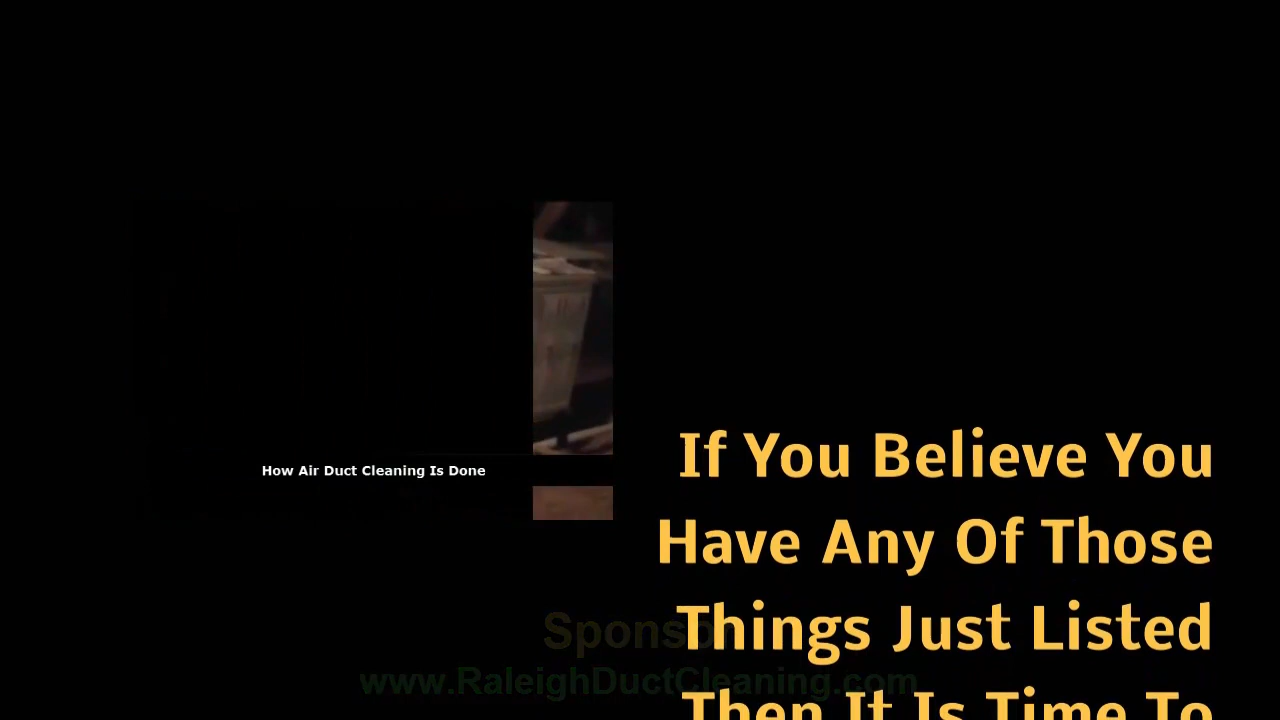 How Air Duct Cleaning Is Done
If You Believe You
Have Any Of Those
Things Just Listed
Then It Is Time To
Sponso
www.RaleighDuctCleaning.com